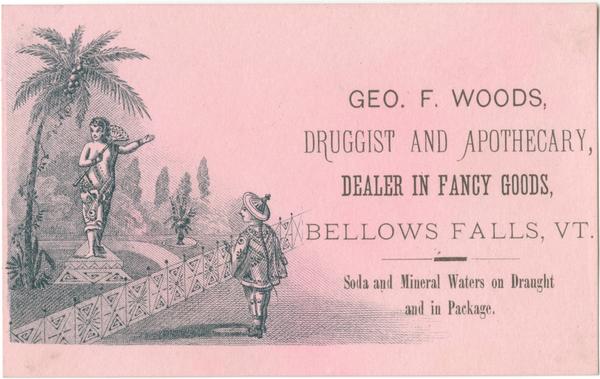 GEO. F. WOODS,
DRUGGIST AND APOTHECARY,
DEALER IN FANCY GOODS,
BELLOWS FALLS, VT.
Soda and Mineral Waters on Draught
and in Package.